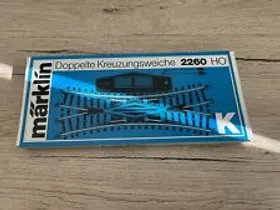 märklin
Doppelte Kreuzungsweiche 2260 HO
K